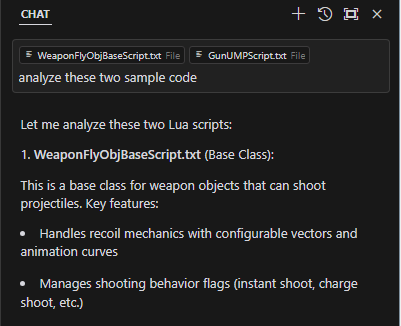 CHAT
WeaponFlyObjBaseScript.txt File GunUMPScript.txt File
analyze these two sample code
Let me analyze these two Lua scripts:
1. WeaponFlyObjBaseScript.txt (Base Class):
This is a base class for weapon objects that can shoot
projectiles. Key features:
• Handles recoil mechanics with configurable vectors and
animation curves
• Manages shooting behavior flags (instant shoot, charge
shoot, etc.)